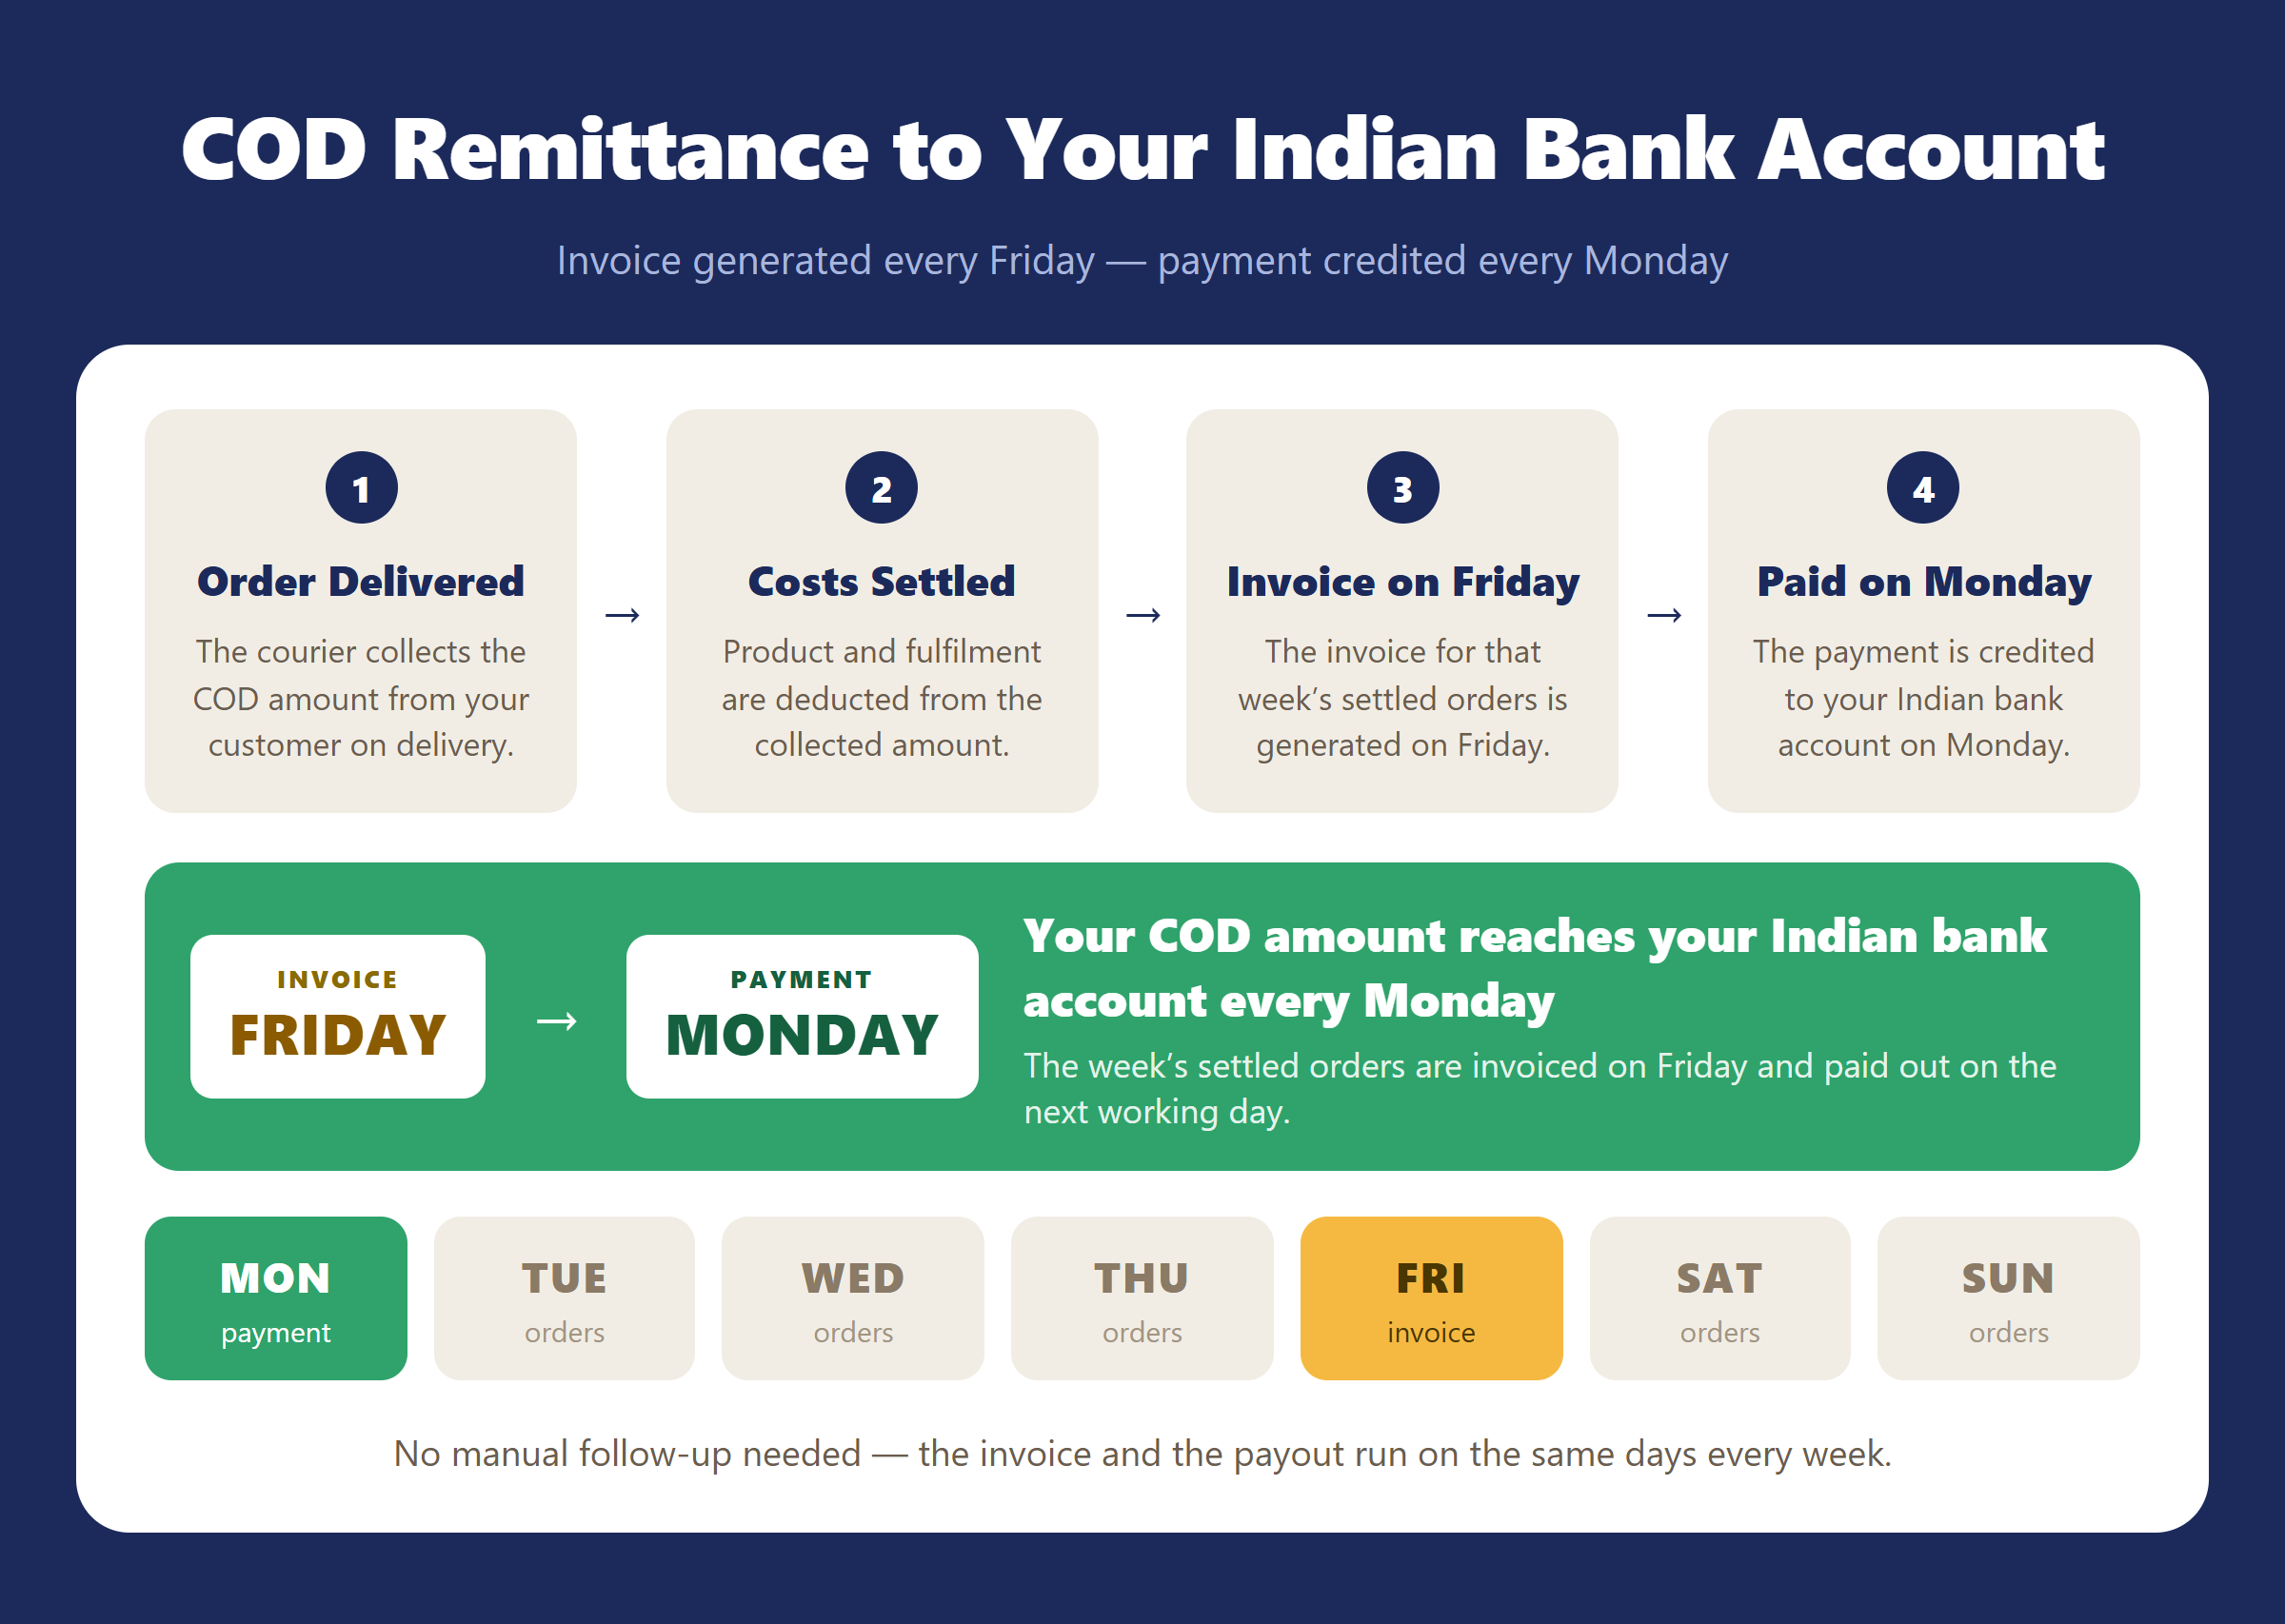 COD Remittance to Your Indian Bank Account
Invoice generated every Friday — payment credited every Monday
1
Order Delivered
The courier collects the
COD amount from your
customer on delivery.
→
2
Costs Settled
Product and fulfilment
are deducted from the
collected amount.
→
3
Invoice on Friday
The invoice for that
week’s settled orders is
generated on Friday.
→
4
Paid on Monday
The payment is credited
to your Indian bank
account on Monday.
INVOICE
FRIDAY
→
PAYMENT
MONDAY
Your COD amount reaches your Indian bank
account every Monday
The week’s settled orders are invoiced on Friday and paid out on the
next working day.
MON
payment
TUE
orders
WED
orders
THU
orders
FRI
invoice
SAT
orders
SUN
orders
No manual follow-up needed — the invoice and the payout run on the same days every week.